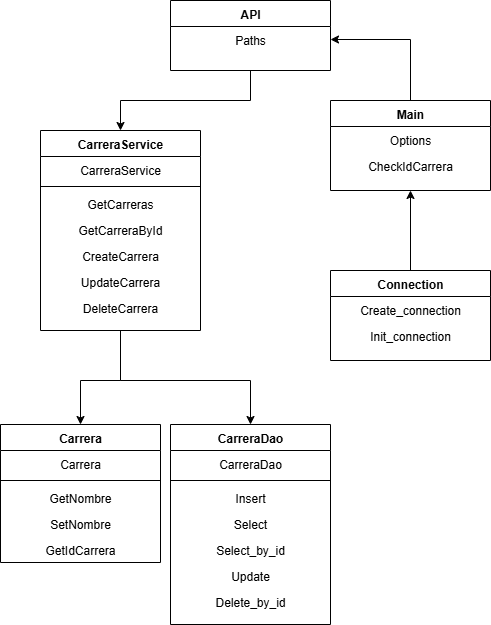 API
Paths
Main
Options
CheckIdCarrera
CarreraService
CarreraService
GetCarreras
GetCarreraById
CreateCarrera
UpdateCarrera
DeleteCarrera
Connection
Create_connection
Init_connection
Carrera
Carrera
GetNombre
SetNombre
GetIdCarrera
CarreraDao
CarreraDao
Insert
Select
Select_by_id
Update
Delete_by_id